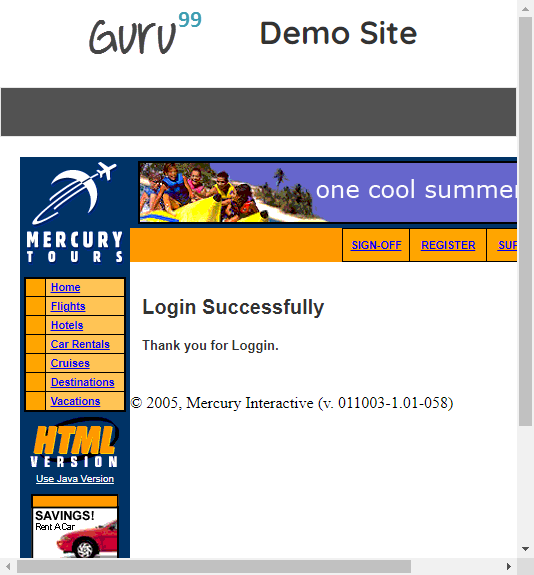 Guru99 Demo Site
one cool summer
MERCURY
TOURS
SIGN-OFF REGISTER SUP
Home
Flights
Hotels
Car Rentals
Cruises
Destinations
Vacations
Login Successfully
Thank you for Loggin.
© 2005, Mercury Interactive (v. 011003-1.01-058)
HTML
VERSION
Use Java Version
SAVINGS!
Rent A Car